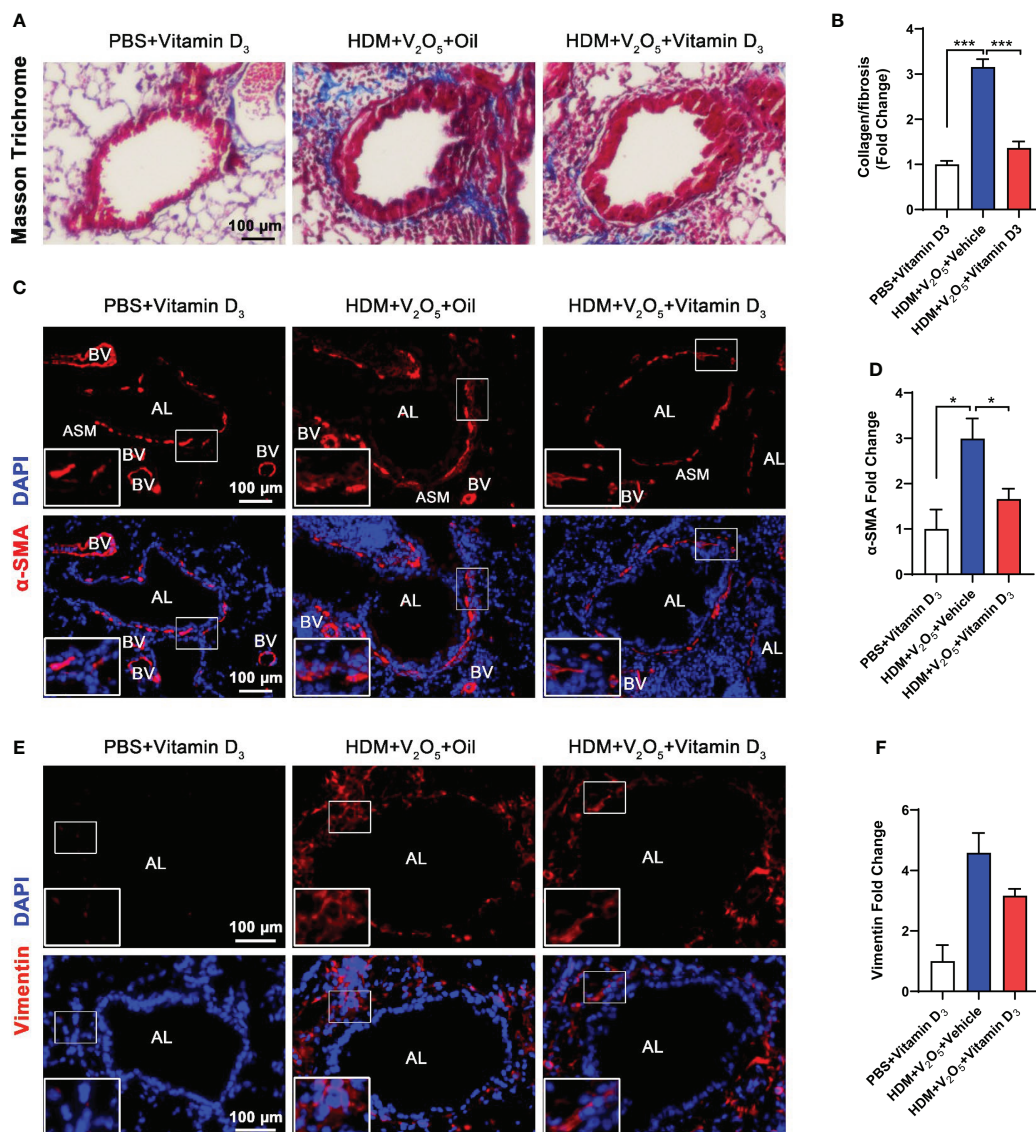 A
PBS+Vitamin D3
HDM+V2O5+Oil
HDM+V2O5+Vitamin D3
Masson Trichrome
100 µm
B
Collagen/fibrosis
(Fold Change)
4
3
2
1
0
***
***
PBS+Vitamin D3
HDM+V2O5+Vehicle
HDM+V2O5+Vitamin D3
C
PBS+Vitamin D3
HDM+V2O5+Oil
HDM+V2O5+Vitamin D3
α-SMA DAPI
BV
AL
ASM
BV
BV
100 µm
AL
BV
ASM
BV
AL
AL
ASM
BV
BV
AL
BV
BV
BV
100 µm
AL
BV
BV
AL
AL
BV
D
α-SMA Fold Change
4
3
2
1
0
*
*
PBS+Vitamin D3
HDM+V2O5+Vehicle
HDM+V2O5+Vitamin D3
E
PBS+Vitamin D3
HDM+V2O5+Oil
HDM+V2O5+Vitamin D3
Vimentin DAPI
AL
100 µm
AL
AL
AL
100 µm
AL
AL
F
Vimentin Fold Change
6
4
2
0
PBS+Vitamin D3
HDM+V2O5+Vehicle
HDM+V2O5+Vitamin D3